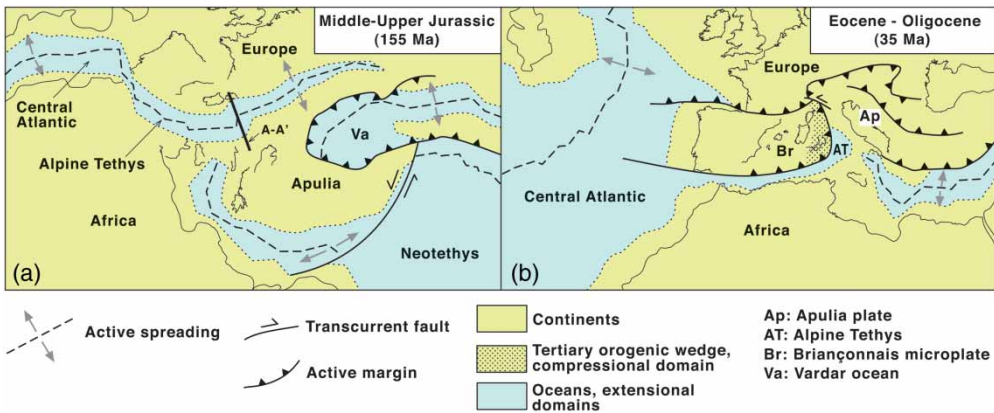 Middle-Upper Jurassic
(155 Ma)
Europe
Central
Atlantic
Alpine Tethys
A-A'
Va
Apulia
Africa
Neotethys
(a)
Eocene - Oligocene
(35 Ma)
Europe
Ap
Br
AT
Central Atlantic
Africa
(b)
Active spreading
Transcurrent fault
Active margin
Continents
Tertiary orogenic wedge,
compressional domain
Oceans, extensional
domains
Ap: Apulia plate
AT: Alpine Tethys
Br: Briançonnais microplate
Va: Vardar ocean